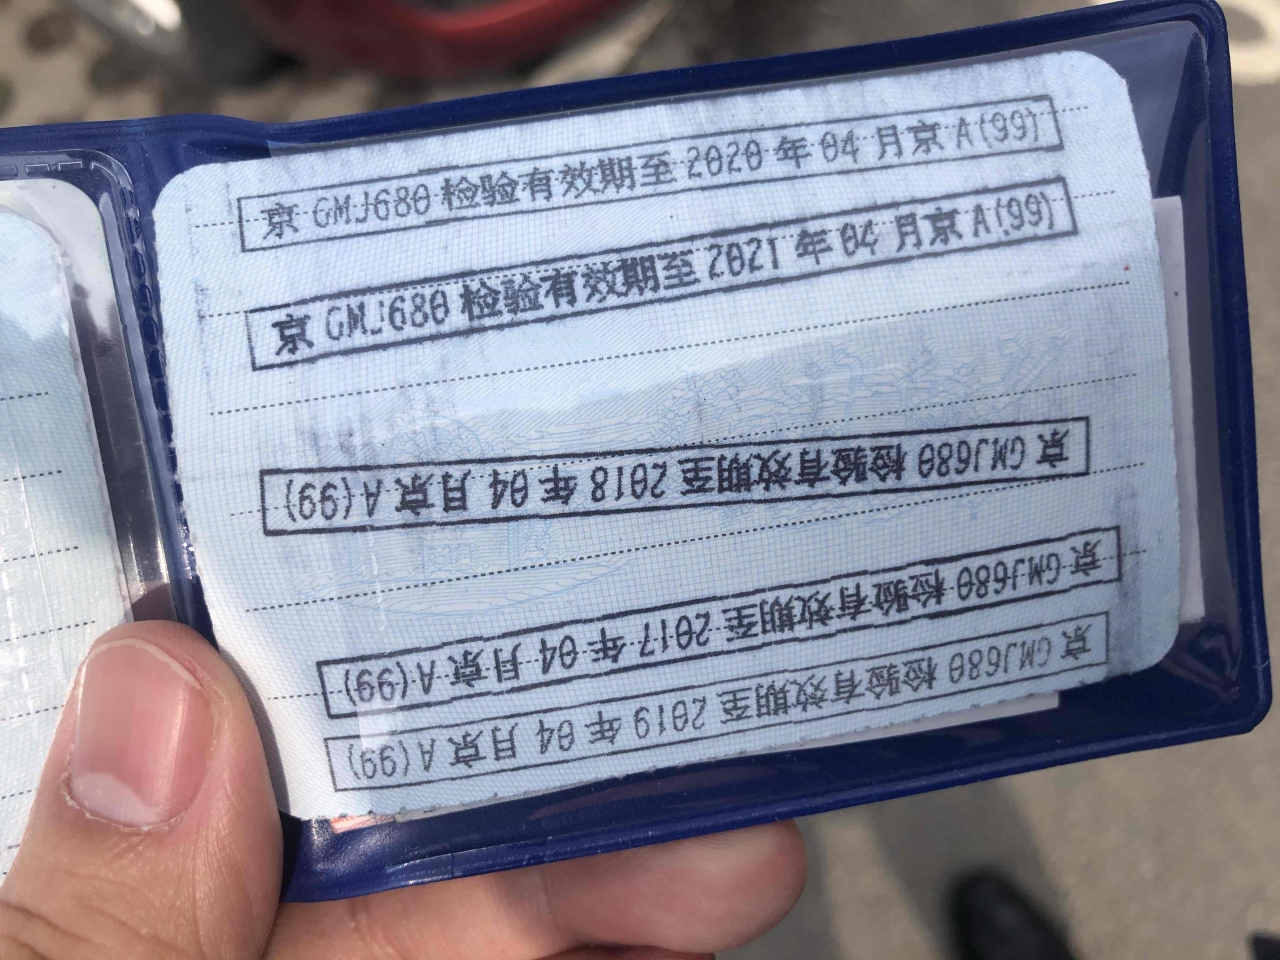 京 GMJ680 检验有效期至 2020 年 04 月京 A(99)
京 GMJ680 检验有效期至 2021 年 04 月京 A(99)
京 GMJ680 检验有效期至 2018 年 04 月京 A(99)
京 GMJ680 检验有效期至 2017 年 04 月京 A(99)
京 GMJ680 检验有效期至 2019 年 04 月京 A(99)